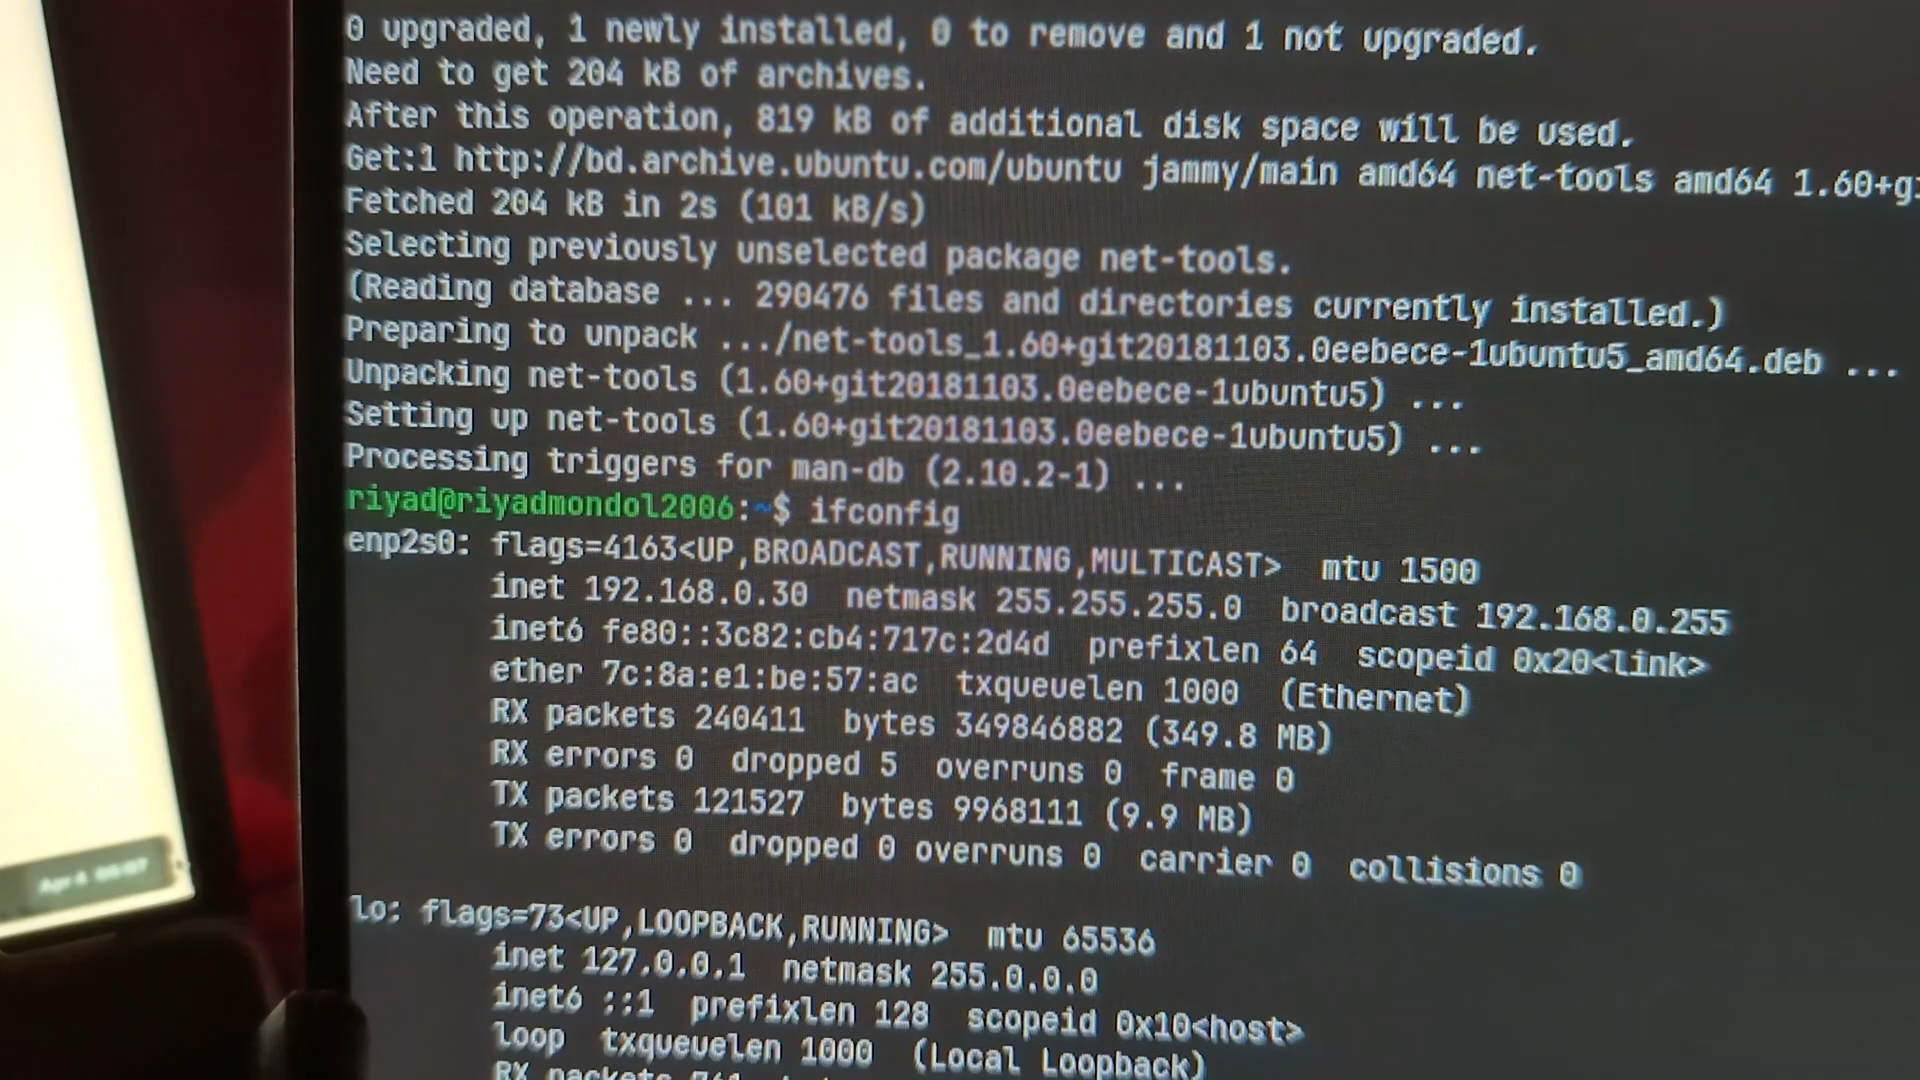 0 upgraded, 1 newly installed, 0 to remove and 1 not upgraded.
Need to get 204 kB of archives.
After this operation, 819 kB of additional disk space will be used.
Get:1 http://bd.archive.ubuntu.com/ubuntu jammy/main amd64 net-tools amd64 1.60+gi
Fetched 204 kB in 2s (101 kB/s)
Selecting previously unselected package net-tools.
(Reading database ... 290476 files and directories currently installed.)
Preparing to unpack .../net-tools_1.60+git20181103.0eebece-1ubuntu5_amd64.deb ...
Unpacking net-tools (1.60+git20181103.0eebece-1ubuntu5) ...
Setting up net-tools (1.60+git20181103.0eebece-1ubuntu5) ...
Processing triggers for man-db (2.10.2-1) ...
riyad@riyadmondol2006:~$ ifconfig
enp2s0: flags=4163<UP,BROADCAST,RUNNING,MULTICAST>  mtu 1500
inet 192.168.0.30  netmask 255.255.255.0  broadcast 192.168.0.255
inet6 fe80::3c82:cb4:717c:2d4d  prefixlen 64  scopeid 0x20<link>
ether 7c:8a:e1:be:57:ac  txqueuelen 1000  (Ethernet)
RX packets 240411  bytes 349846882 (349.8 MB)
RX errors 0  dropped 5  overruns 0  frame 0
TX packets 121527  bytes 9968111 (9.9 MB)
TX errors 0  dropped 0 overruns 0  carrier 0  collisions 0
lo: flags=73<UP,LOOPBACK,RUNNING>  mtu 65536
inet 127.0.0.1  netmask 255.0.0.0
inet6 ::1  prefixlen 128  scopeid 0x10<host>
loop  txqueuelen 1000  (Local Loopback)
RX packets